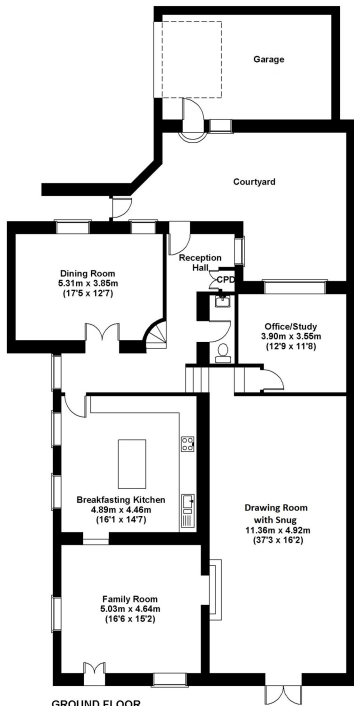 Garage
Courtyard
Reception
Hall
CPD
Dining Room
5.31m x 3.85m
(17'5 x 12'7)
Office/Study
3.90m x 3.55m
(12'9 x 11'8)
Breakfasting Kitchen
4.89m x 4.46m
(16'1 x 14'7)
Drawing Room
with Snug
11.36m x 4.92m
(37'3 x 16'2)
Family Room
5.03m x 4.64m
(16'6 x 15'2)
GROUND FLOOR